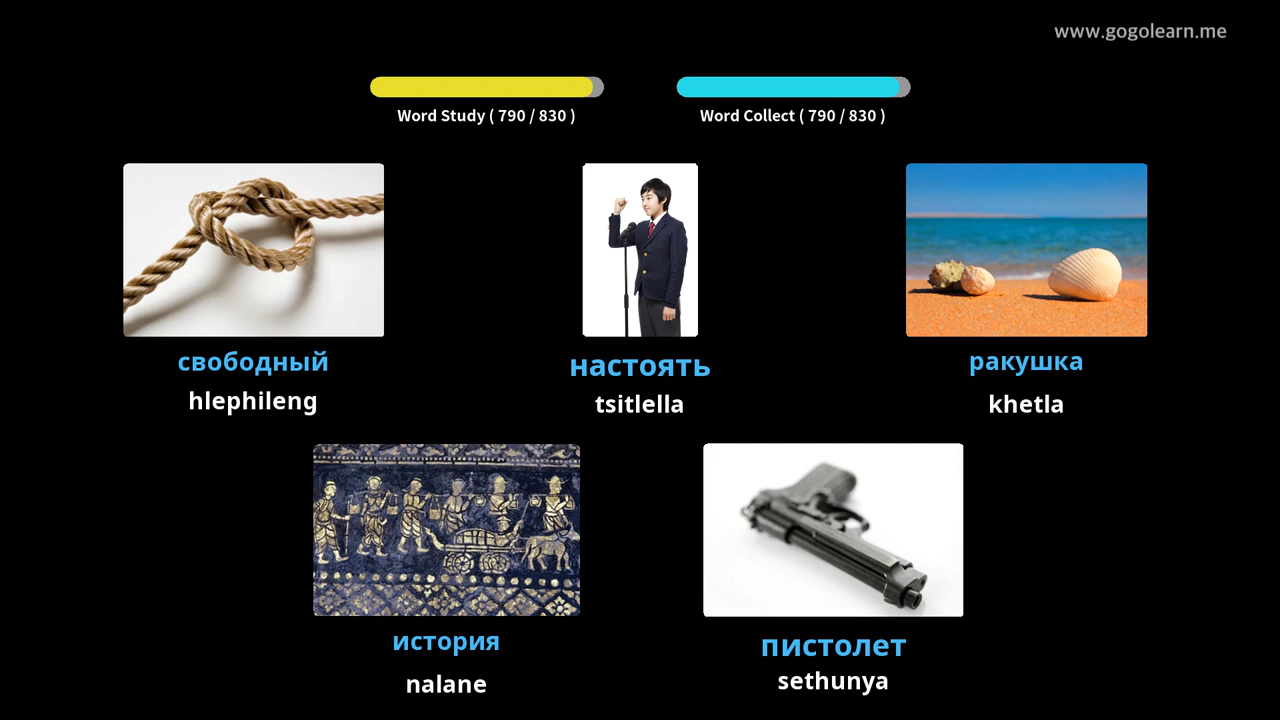 www.gogolearn.me
Word Study ( 790 / 830 )
Word Collect ( 790 / 830 )
свободный
hlephileng
настоять
tsitlella
ракушка
khetla
история
nalane
пистолет
sethunya